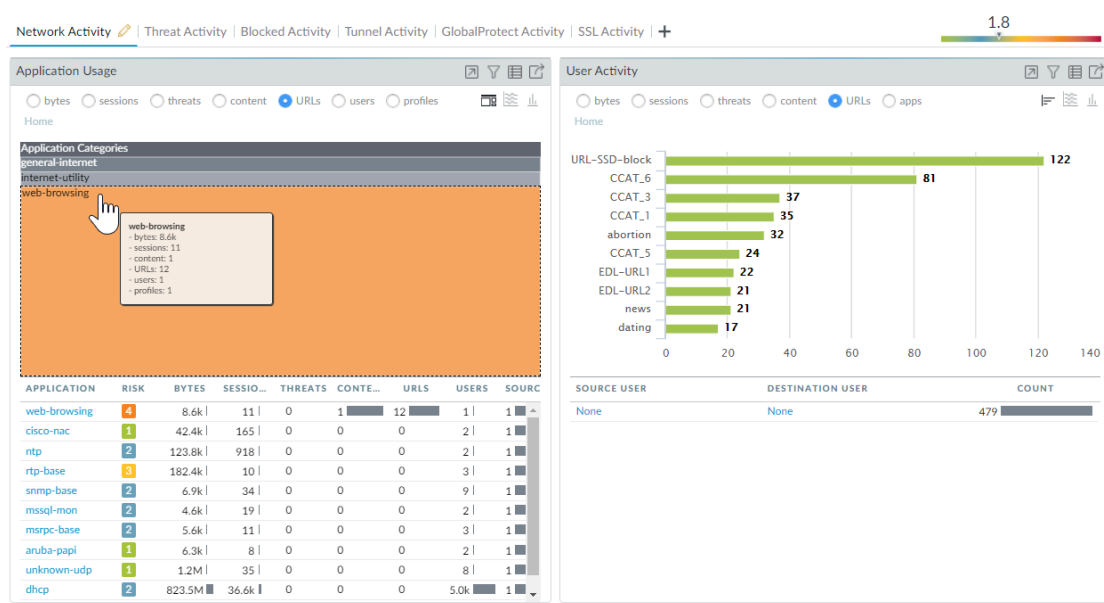 Network Activity | Threat Activity | Blocked Activity | Tunnel Activity | GlobalProtect Activity | SSL Activity | +
1.8
Application Usage
bytes sessions threats content URLs users profiles
Home
Application Categories
general-internet
internet-utility
web-browsing
web-browsing
- bytes: 8.6k
- sessions: 11
- content: 1
- URLs: 12
- users: 1
- profiles: 1
APPLICATION RISK BYTES SESSIO... THREATS CONTE... URLS USERS SOURC
web-browsing 4 8.6k 11 0 1 12 1 1
cisco-nac 1 42.4k 165 0 0 0 2 1
ntp 2 123.8k 918 0 0 0 2 1
rtp-base 3 182.4k 10 0 0 0 3 1
snmp-base 2 6.9k 34 0 0 0 9 1
mssql-mon 2 4.6k 19 0 0 0 2 1
msrpc-base 2 5.6k 11 0 0 0 3 1
aruba-papi 1 6.3k 8 0 0 0 2 1
unknown-udp 1 1.2M 35 0 0 0 8 1
dhcp 2 823.5M 36.6k 0 0 0 5.0k 1
User Activity
bytes sessions threats content URLs apps
Home
URL-SSD-block 122
CCAT_6 81
CCAT_3 37
CCAT_1 35
abortion 32
CCAT_5 24
EDL-URL1 22
EDL-URL2 21
news 21
dating 17
0 20 40 60 80 100 120 140
SOURCE USER DESTINATION USER COUNT
None None 479